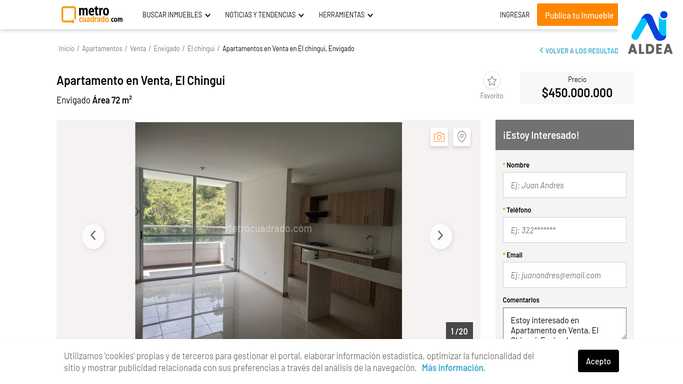 metro
cuadrado.com
BUSCAR INMUEBLES
NOTICIAS Y TENDENCIAS
HERRAMIENTAS
INGRESAR
Publica tu Inmueble
ALDEA
Inicio / Apartamentos / Venta / Envigado / El chingui / Apartamentos en Venta en El chingui, Envigado
VOLVER A LOS RESULTAD
Apartamento en Venta, El Chingui
Envigado Área 72 m²
Favorito
Precio
$450.000.000
metrocuadrado.com
1 / 20
¡Estoy Interesado!
* Nombre
Ej: Juan Andres
* Teléfono
Ej: 322*******
* Email
Ej: juanandres@email.com
Comentarios
Estoy interesado en
Apartamento en Venta, El
Utilizamos 'cookies' propias y de terceros para gestionar el portal, elaborar información estadística, optimizar la funcionalidad del
sitio y mostrar publicidad relacionada con sus preferencias a través del análisis de la navegación. Más información.
Acepto